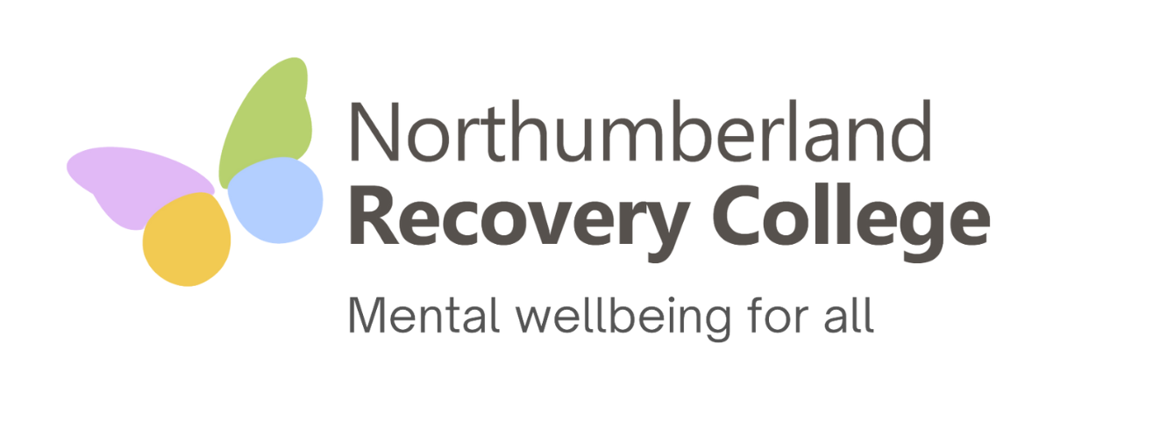 Northumberland
Recovery College
Mental wellbeing for all